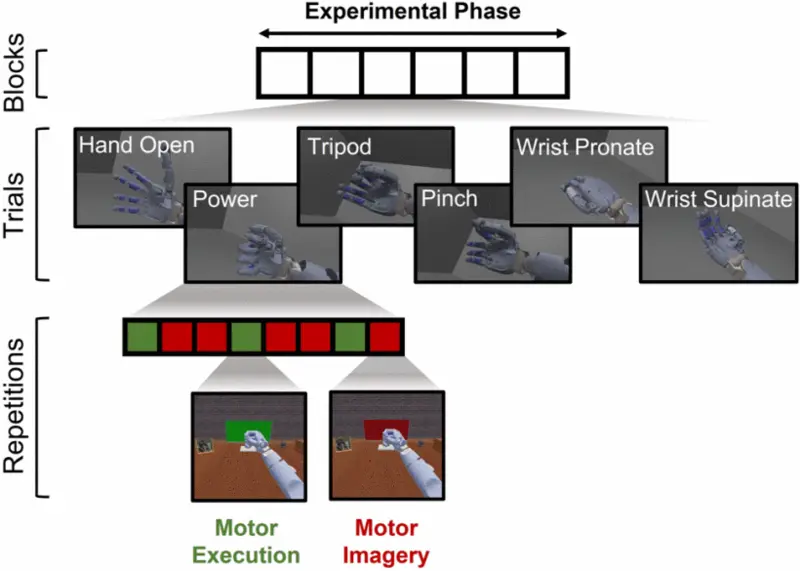 Experimental Phase
Blocks
Trials
Hand Open
Tripod
Wrist Pronate
Power
Pinch
Wrist Supinate
Repetitions
Motor
Execution
Motor
Imagery